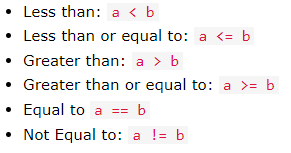 • Less than: a < b
• Less than or equal to: a <= b
• Greater than: a > b
• Greater than or equal to: a >= b
• Equal to a == b
• Not Equal to: a != b